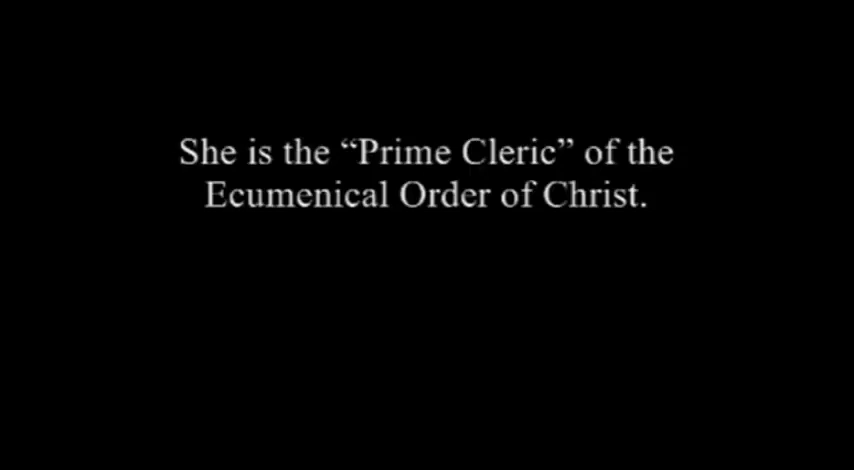 She is the “Prime Cleric” of the
Ecumenical Order of Christ.